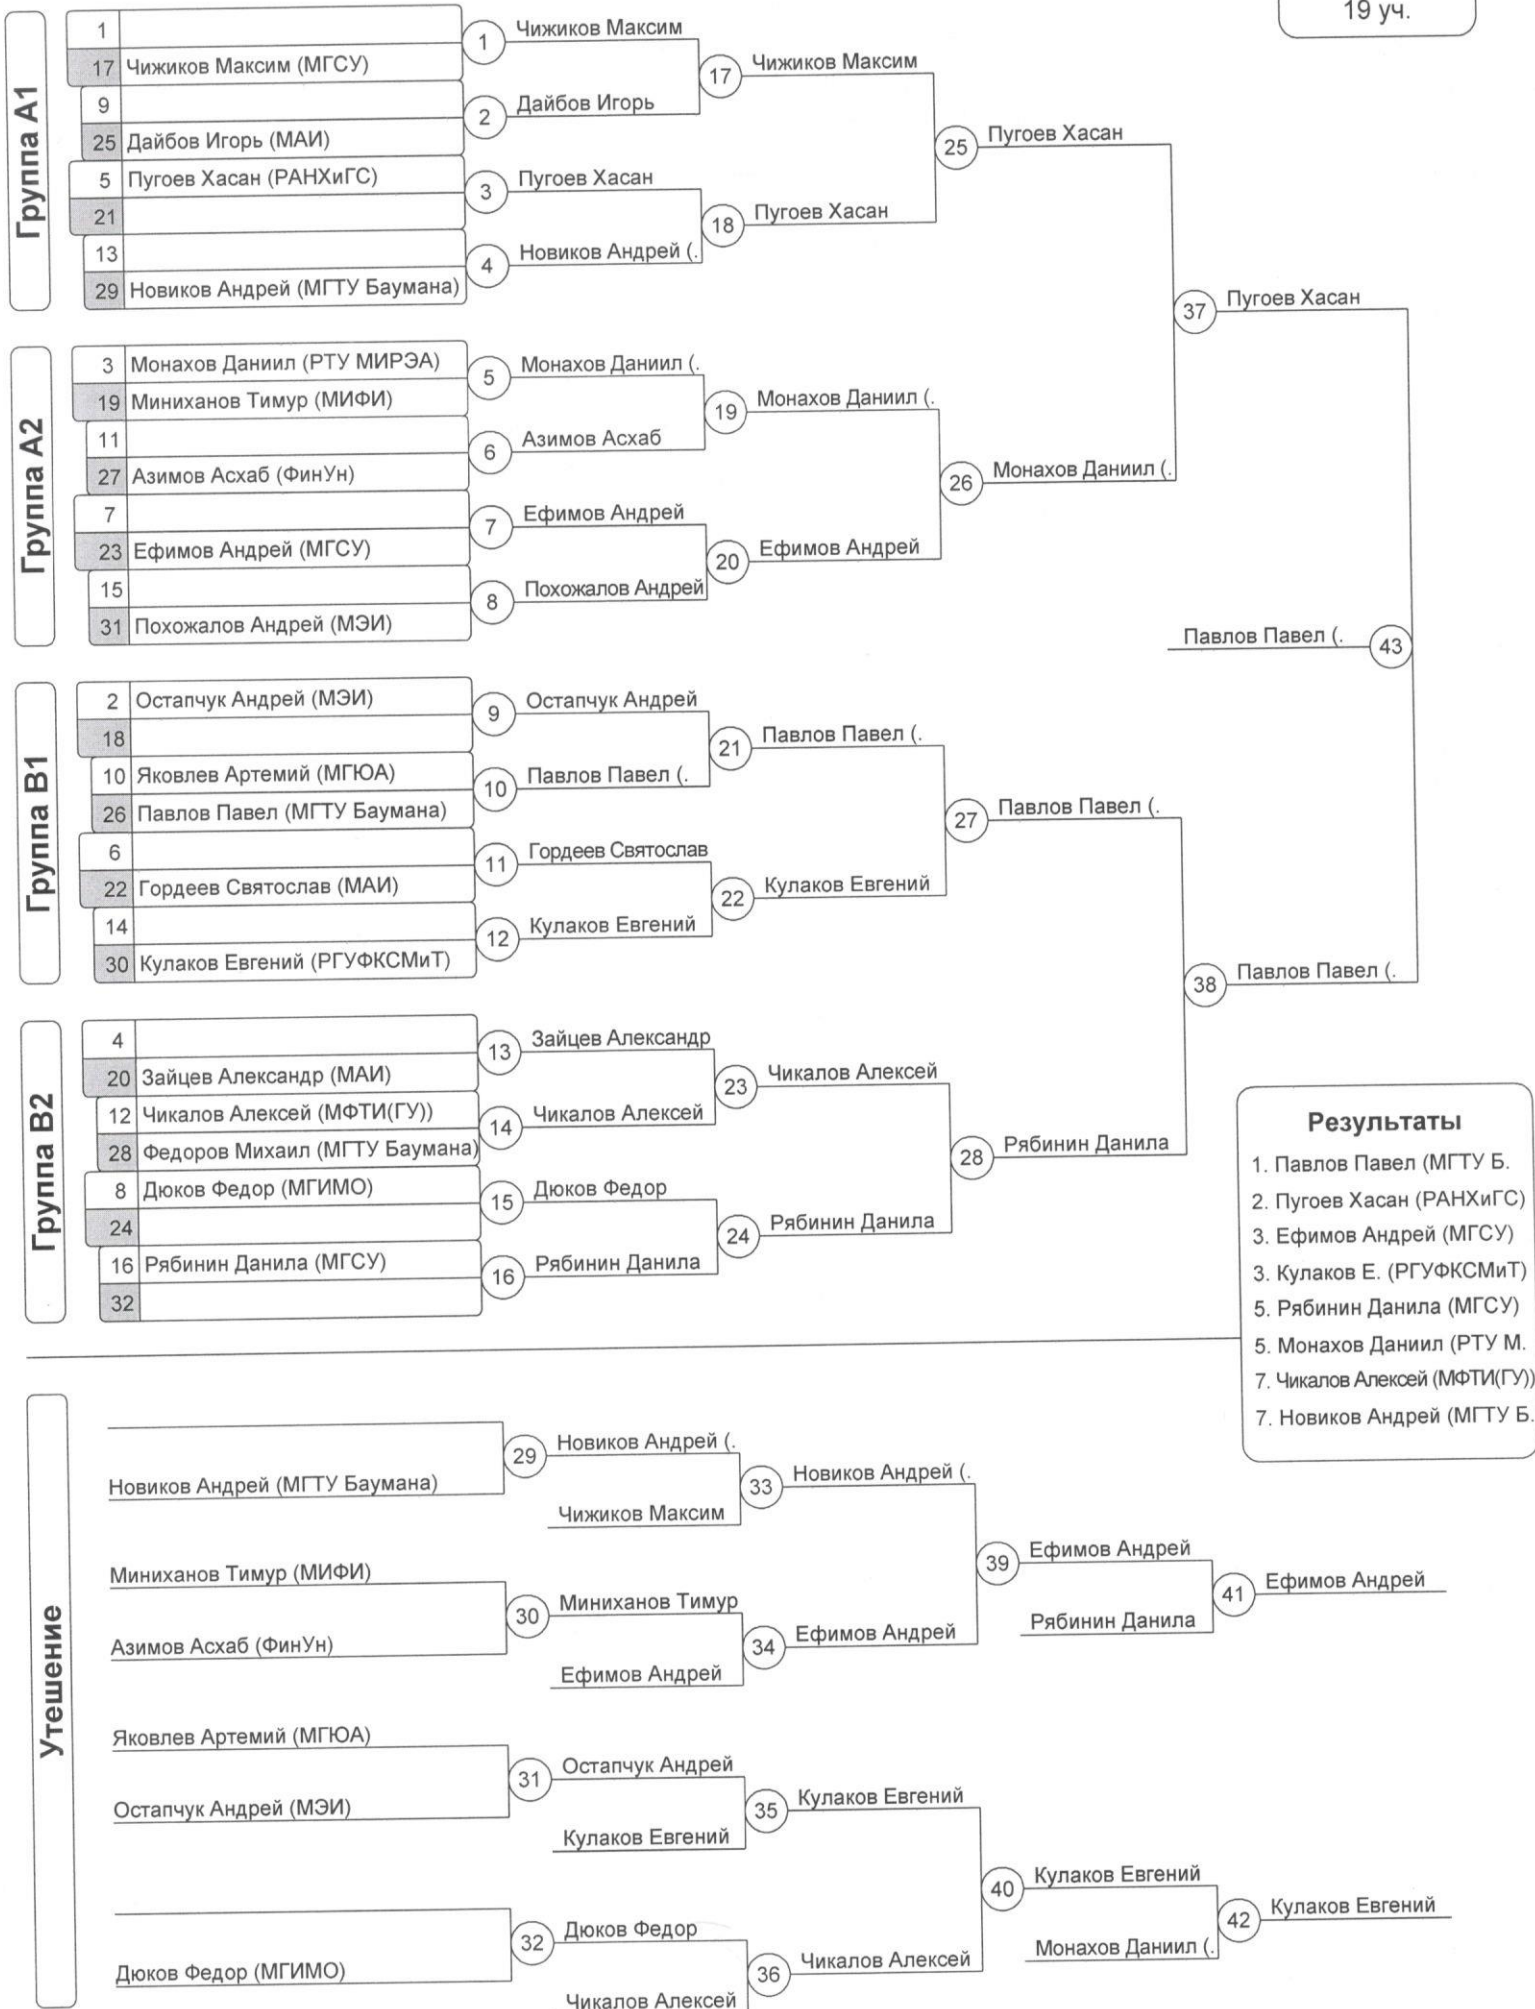 19 уч.
Группа A1
1
17 Чижиков Максим (МГСУ)
9
25 Дайбов Игорь (МАИ)
5 Пугоев Хасан (РАНХиГС)
21
13
29 Новиков Андрей (МГТУ Баумана)
1 Чижиков Максим
2 Дайбов Игорь
3 Пугоев Хасан
4 Новиков Андрей (.
17 Чижиков Максим
18 Пугоев Хасан
25 Пугоев Хасан
Группа A2
3 Монахов Даниил (РТУ МИРЭА)
19 Миниханов Тимур (МИФИ)
11
27 Азимов Асхаб (ФинУн)
7
23 Ефимов Андрей (МГСУ)
15
31 Похожалов Андрей (МЭИ)
5 Монахов Даниил (.
6 Азимов Асхаб
7 Ефимов Андрей
8 Похожалов Андрей
19 Монахов Даниил (.
20 Ефимов Андрей
26 Монахов Даниил (.
37 Пугоев Хасан
Павлов Павел (. 43
Группа B1
2 Остапчук Андрей (МЭИ)
18
10 Яковлев Артемий (МГЮА)
26 Павлов Павел (МГТУ Баумана)
6
22 Гордеев Святослав (МАИ)
14
30 Кулаков Евгений (РГУФКСМиТ)
9 Остапчук Андрей
10 Павлов Павел (.
11 Гордеев Святослав
12 Кулаков Евгений
21 Павлов Павел (.
22 Кулаков Евгений
27 Павлов Павел (.
Группа B2
4
20 Зайцев Александр (МАИ)
12 Чикалов Алексей (МФТИ(ГУ))
28 Федоров Михаил (МГТУ Баумана)
8 Дюков Федор (МГИМО)
24
16 Рябинин Данила (МГСУ)
32
13 Зайцев Александр
14 Чикалов Алексей
15 Дюков Федор
16 Рябинин Данила
23 Чикалов Алексей
24 Рябинин Данила
28 Рябинин Данила
38 Павлов Павел (.
Результаты
1. Павлов Павел (МГТУ Б.
2. Пугоев Хасан (РАНХиГС)
3. Ефимов Андрей (МГСУ)
3. Кулаков Е. (РГУФКСМиТ)
5. Рябинин Данила (МГСУ)
5. Монахов Даниил (РТУ М.
7. Чикалов Алексей (МФТИ(ГУ))
7. Новиков Андрей (МГТУ Б.
Утешение
Новиков Андрей (МГТУ Баумана)
29 Новиков Андрей (.
Чижиков Максим
33 Новиков Андрей (.
Миниханов Тимур (МИФИ)
Азимов Асхаб (ФинУн)
30 Миниханов Тимур
Ефимов Андрей
34 Ефимов Андрей
39 Ефимов Андрей
Рябинин Данила
41 Ефимов Андрей
Яковлев Артемий (МГЮА)
Остапчук Андрей (МЭИ)
31 Остапчук Андрей
Кулаков Евгений
35 Кулаков Евгений
Дюков Федор (МГИМО)
32 Дюков Федор
Чикалов Алексей
36 Чикалов Алексей
40 Кулаков Евгений
Монахов Даниил (.
42 Кулаков Евгений